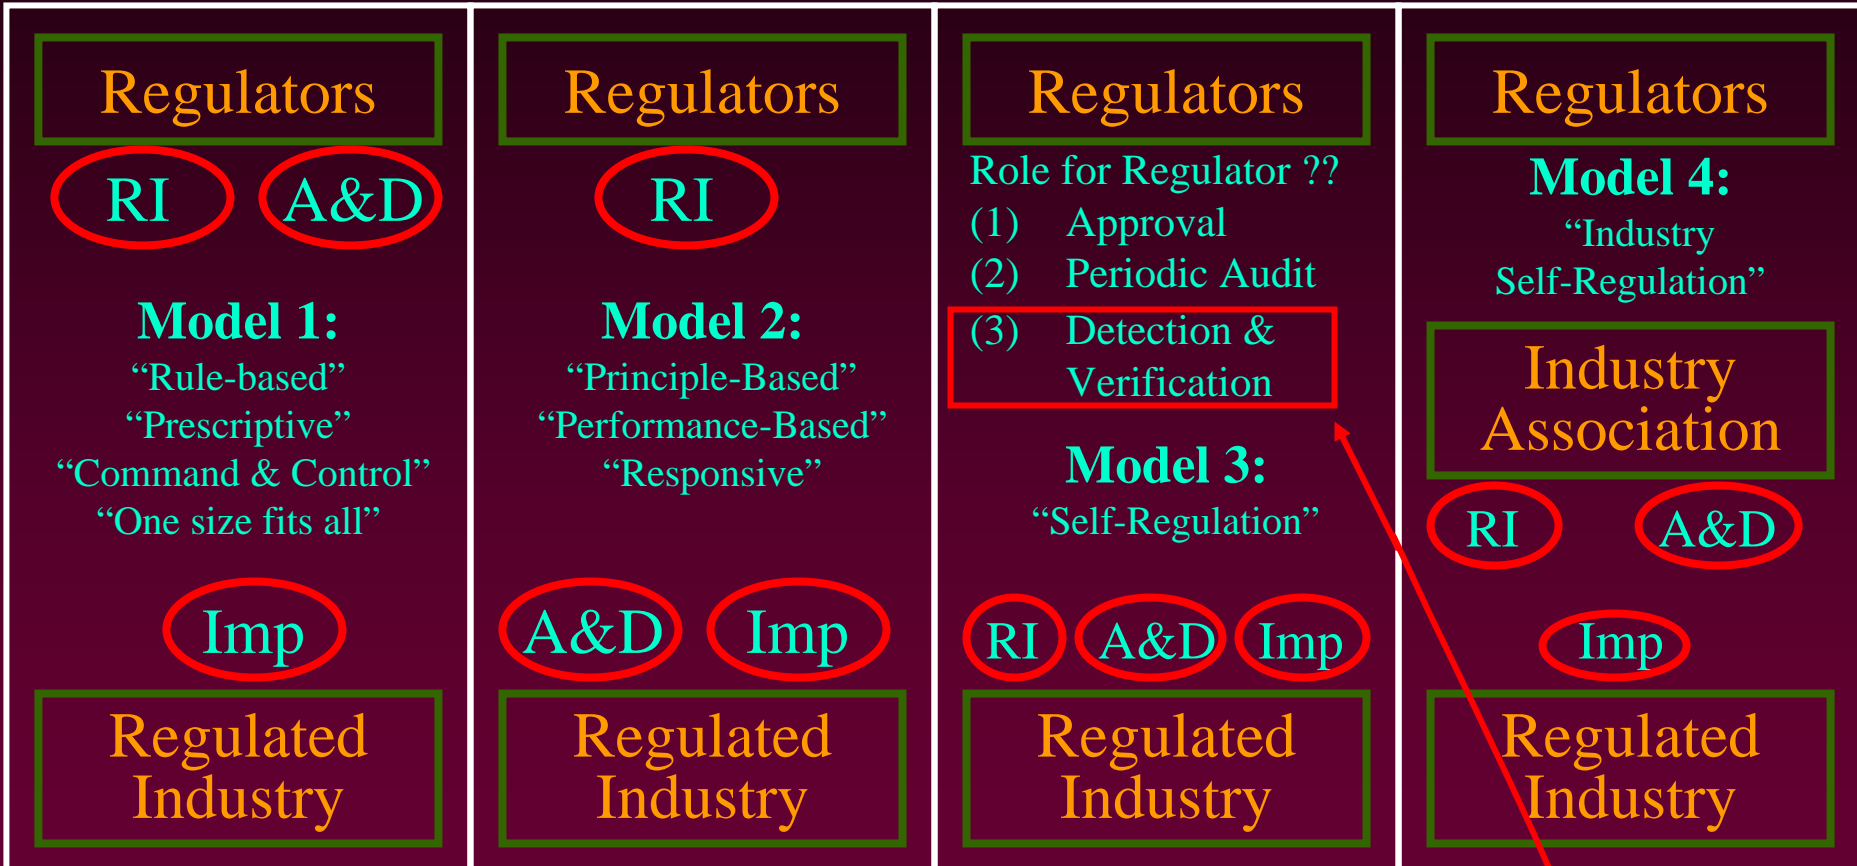 Regulators
RI A&D
Model 1:
“Rule-based”
“Prescriptive”
“Command & Control”
“One size fits all”
Imp
Regulated
Industry
Regulators
RI
Model 2:
“Principle-Based”
“Performance-Based”
“Responsive”
A&D Imp
Regulated
Industry
Regulators
Role for Regulator ??
(1) Approval
(2) Periodic Audit
(3) Detection &
Verification
Model 3:
“Self-Regulation”
RI A&D Imp
Regulated
Industry
Regulators
Model 4:
“Industry
Self-Regulation”
Industry
Association
RI A&D
Imp
Regulated
Industry